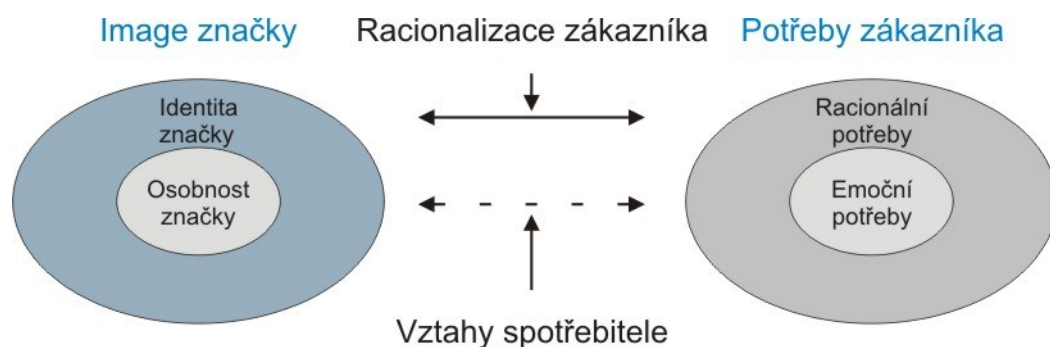 Image značky
Racionalizace zákazníka
Potřeby zákazníka
Identita
značky
Osobnost
značky
Racionální
potřeby
Emoční
potřeby
Vztahy spotřebitele